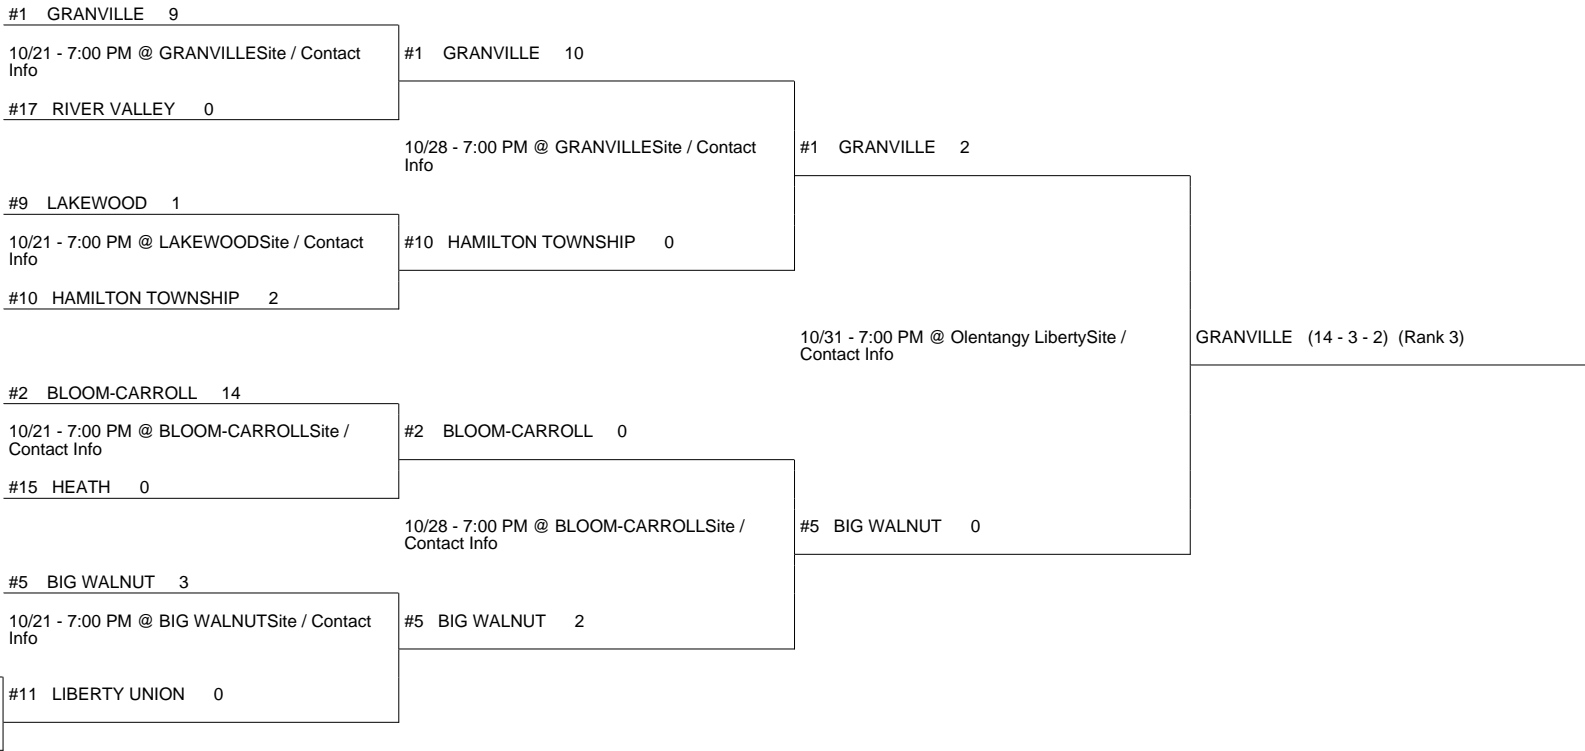 #1 GRANVILLE 9
10/21 - 7:00 PM @ GRANVILLESite / Contact
Info
#17 RIVER VALLEY 0
#9 LAKEWOOD 1
10/21 - 7:00 PM @ LAKEWOODSite / Contact
Info
#10 HAMILTON TOWNSHIP 2
#2 BLOOM-CARROLL 14
10/21 - 7:00 PM @ BLOOM-CARROLLSite /
Contact Info
#15 HEATH 0
#5 BIG WALNUT 3
10/21 - 7:00 PM @ BIG WALNUTSite / Contact
Info
#11 LIBERTY UNION 0
#1 GRANVILLE 10
10/28 - 7:00 PM @ GRANVILLESite / Contact
Info
#10 HAMILTON TOWNSHIP 0
#2 BLOOM-CARROLL 0
10/28 - 7:00 PM @ BLOOM-CARROLLSite /
Contact Info
#5 BIG WALNUT 2
#1 GRANVILLE 2
10/31 - 7:00 PM @ Olentangy LibertySite /
Contact Info
#5 BIG WALNUT 0
GRANVILLE (14 - 3 - 2) (Rank 3)